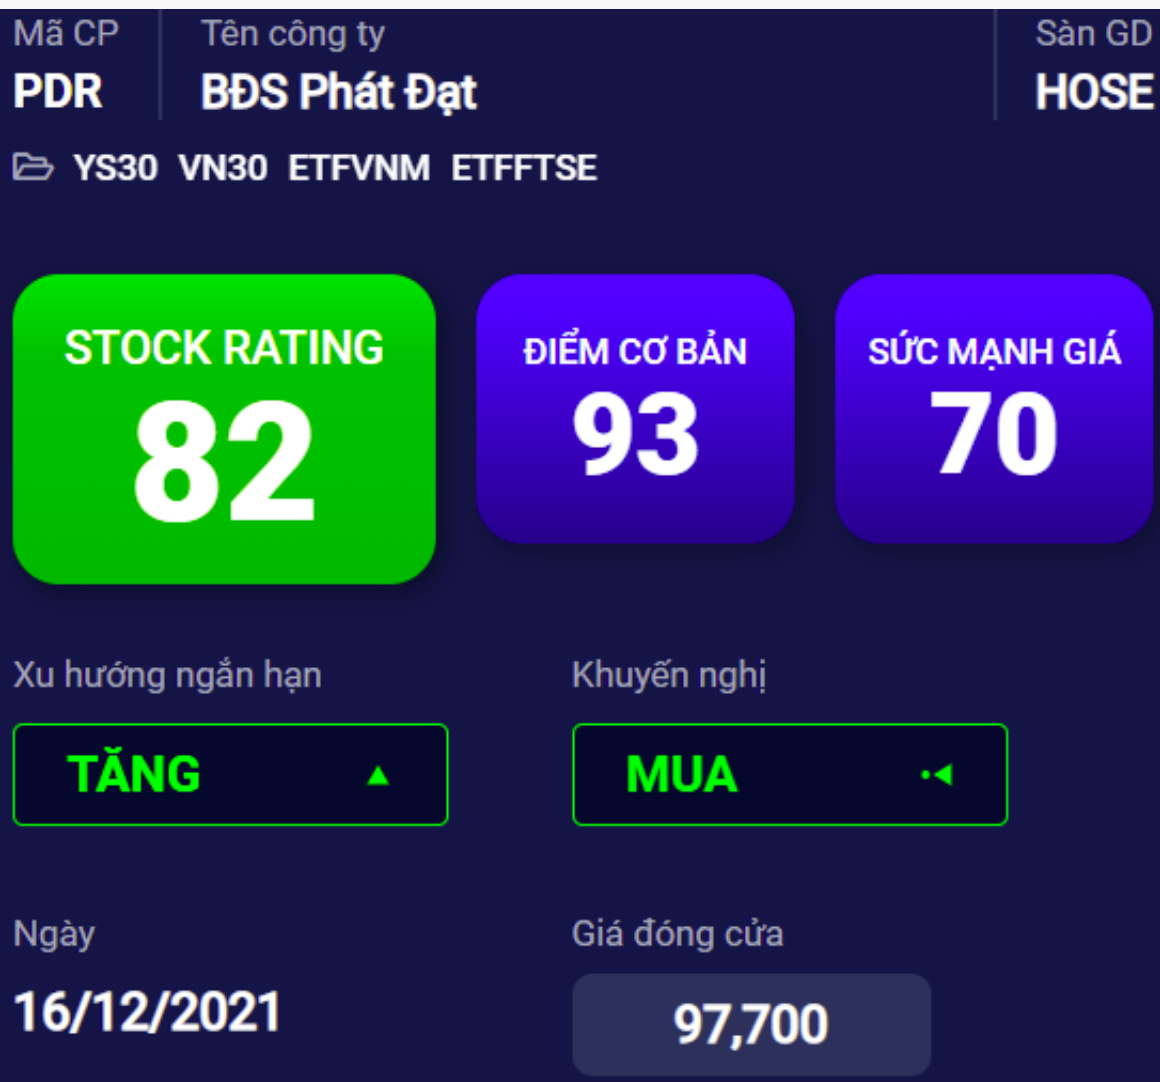 Mã CP Tên công ty Sàn GD
PDR BĐS Phát Đạt HOSE
YS30 VN30 ETFVNM ETFFTSE
STOCK RATING ĐIỂM CƠ BẢN SỨC MẠNH GIÁ
82 93 70
Xu hướng ngắn hạn Khuyến nghị
TĂNG MUA
Ngày Giá đóng cửa
16/12/2021 97,700